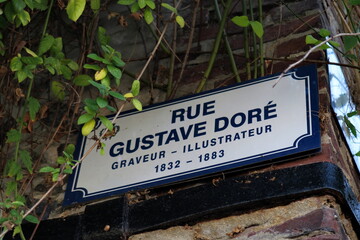 RUE
GUSTAVE DORÉ
GRAVEUR - ILLUSTRATEUR
1832 - 1883